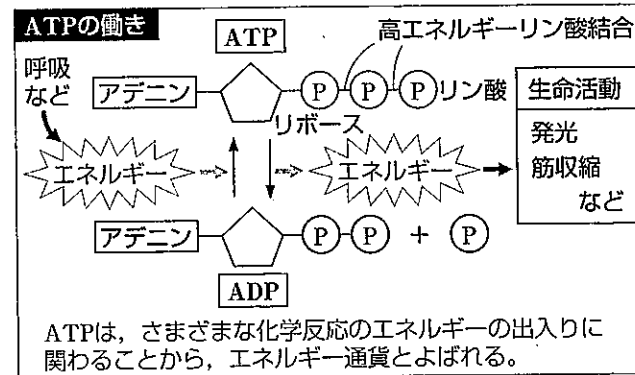 ATPの働き
ATP
高エネルギーリン酸結合
呼吸
など
アデニン
P
P
P
リン酸
リボース
生命活動
発光
筋収縮
など
エネルギー
エネルギー
アデニン
P
P
+
P
ADP
ATPは，さまざまな化学反応のエネルギーの出入りに
関わることから，エネルギー通貨とよばれる。